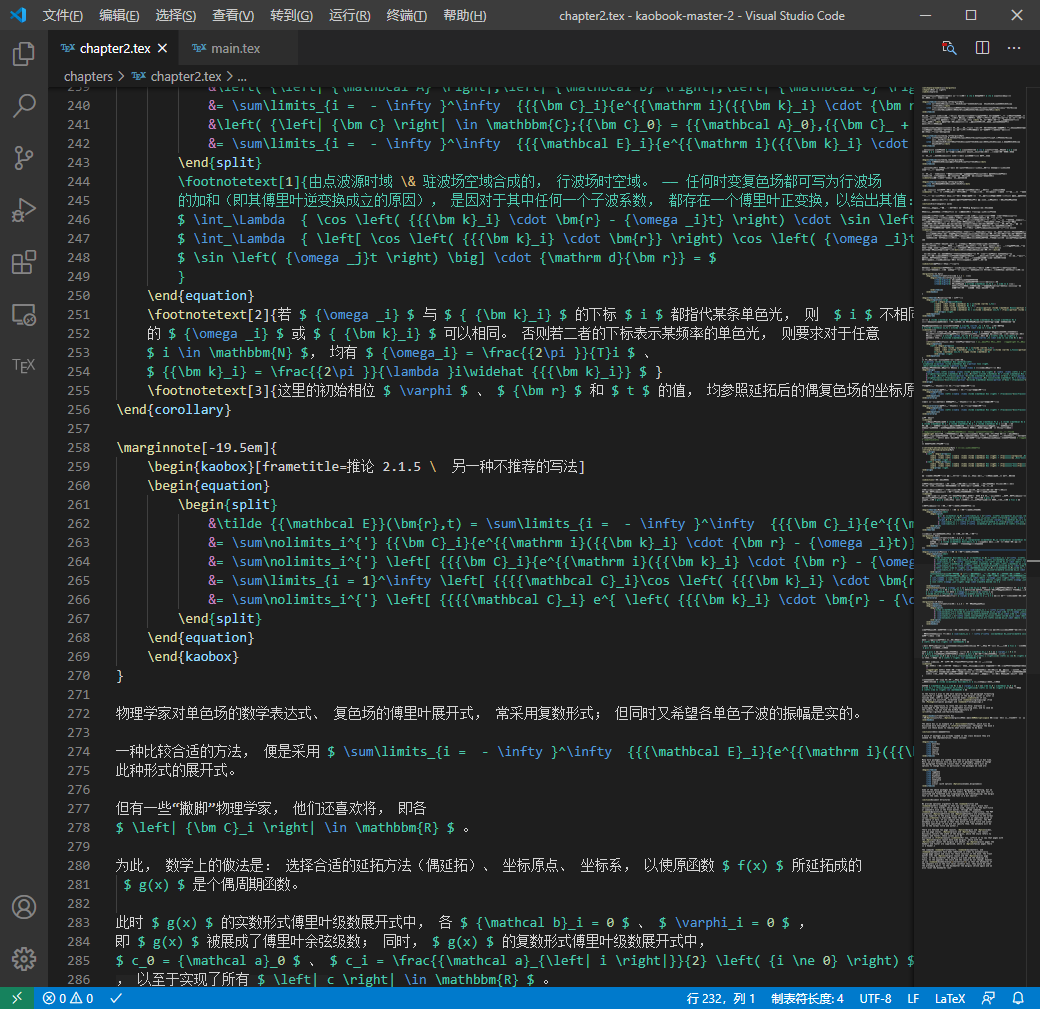 文件(F) 编辑(E) 选择(S) 查看(V) 转到(G) 运行(R) 终端(T) 帮助(H) chapter2.tex - kaobook-master-2 - Visual Studio Code
TEX chapter2.tex TEX main.tex
chapters > TEX chapter2.tex > ...
240 &= \sum\limits_{i =  - \infty }^\infty  {{{\bm C}_i}{e^{{\mathrm i}({{\bm k}_i} \cdot {\bm r
241 &\left( {\left| {\bm C} \right| \in \mathbbm{C};{{\bm C}_0} = {{\mathcal A}_0},{{\bm C}_ +
242 &= \sum\limits_{i =  - \infty }^\infty  {{{\mathcal E}_i}{e^{{\mathrm i}({{\bm k}_i} \cdot
243 \end{split}
244 \footnotetext[1]{由点波源时域 \& 驻波场空域合成的， 行波场时空域。 —— 任何时变复色场都可写为行波场
245 的加和（即其傅里叶逆变换成立的原因）， 是因对于其中任何一个子波系数， 都存在一个傅里叶正变换，以给出其值：
246 $ \int_\Lambda  { \cos \left( {{{\bm k}_i} \cdot \bm{r} - {\omega _i}t} \right) \cdot \sin \left
247 $ \int_\Lambda  { \left[ \cos \left( {{{\bm k}_i} \cdot \bm{r}} \right) \cos \left( {\omega _i}t
248 $ \sin \left( {\omega _j}t \right) \big] \cdot {\mathrm d}{\bm r}} = $
249 }
250 \end{equation}
251 \footnotetext[2]{若 $ {\omega _i} $ 与 $ { {\bm k}_i} $ 的下标 $ i $ 都指代某条单色光， 则  $ i $ 不相同
252 的 $ {\omega _i} $ 或 $ { {\bm k}_i} $ 可以相同。 否则若二者的下标表示某频率的单色光， 则要求对于任意
253 $ i \in \mathbbm{N} $， 均有 $ {\omega_i} = \frac{{2\pi }}{T}i $ 、
254 $ {{\bm k}_i} = \frac{{2\pi }}{\lambda }i\widehat {{{\bm k}_i}} $ }
255 \footnotetext[3]{这里的初始相位 $ \varphi $ 、 $ {\bm r} $ 和 $ t $ 的值， 均参照延拓后的偶复色场的坐标原
256 \end{corollary}
257
258 \marginnote[-19.5em]{
259 \begin{kaobox}[frametitle=推论 2.1.5 \  另一种不推荐的写法]
260 \begin{equation}
261 \begin{split}
262 &\tilde {{\mathcal E}}(\bm{r},t) = \sum\limits_{i =  - \infty }^\infty  {{{\bm C}_i}{e^{{\m
263 &= \sum\nolimits_i^{'} {{\bm C}_i}{e^{{\mathrm i}({{\bm k}_i} \cdot {\bm r} - {\omega _i}t)}
264 &= \sum\nolimits_i^{'} \left[ {{{\bm C}_i}{e^{{\mathrm i}({{\bm k}_i} \cdot {\bm r} - {\ome
265 &= \sum\limits_{i = 1}^\infty \left[ {{{{\mathcal C}_i}\cos \left( {{{\bm k}_i} \cdot \bm{r
266 &= \sum\nolimits_i^{'} \left[ {{{{\mathcal C}_i} e^{ \left( {{{\bm k}_i} \cdot \bm{r} - {\o
267 \end{split}
268 \end{equation}
269 \end{kaobox}
270 }
271
272 物理学家对单色场的数学表达式、 复色场的傅里叶展开式， 常采用复数形式； 但同时又希望各单色子波的振幅是实的。
273
274 一种比较合适的方法， 便是采用 $ \sum\limits_{i =  - \infty }^\infty  {{{\mathcal E}_i}{e^{{\mathrm i}({{\
275 此种形式的展开式。
276
277 但有一些“撇脚”物理学家， 他们还喜欢将， 即各
278 $ \left| {\bm C}_i \right| \in \mathbbm{R} $ 。
279
280 为此， 数学上的做法是： 选择合适的延拓方法（偶延拓）、 坐标原点、 坐标系， 以使原函数 $ f(x) $ 所延拓成的
281 $ g(x) $ 是个偶周期函数。
282
283 此时 $ g(x) $ 的实数形式傅里叶级数展开式中， 各 $ {\mathcal b}_i = 0 $ 、 $ \varphi_i = 0 $ ，
284 即 $ g(x) $ 被展成了傅里叶余弦级数； 同时， $ g(x) $ 的复数形式傅里叶级数展开式中，
285 $ c_0 = {\mathcal a}_0 $ 、 $ c_i = \frac{{\mathcal a}_{\left| i \right|}}{2} \left( {i \ne 0} \right) $
286 ， 以至于实现了所有 $ \left| c \right| \in \mathbbm{R} $ 。
TEX
0 0 行 232，列 1 制表符长度: 4 UTF-8 LF LaTeX